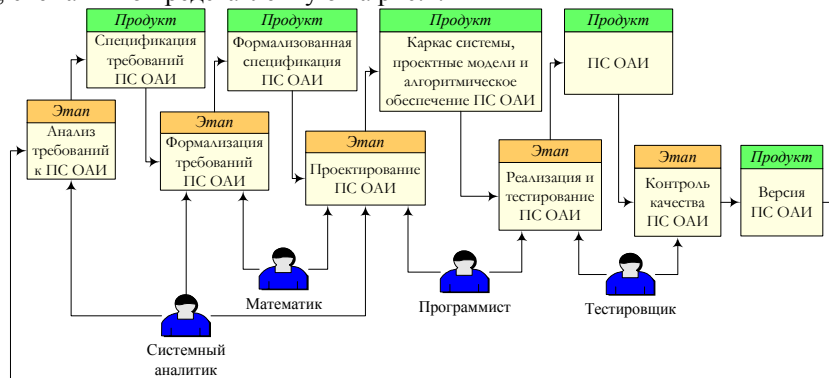 Продукт
Спецификация
требований
ПС ОАИ
Продукт
Формализованная
спецификация
ПС ОАИ
Продукт
Каркас системы,
проектные модели и
алгоритмическое
обеспечение ПС ОАИ
Продукт
ПС ОАИ
Этап
Анализ
требований
к ПС ОАИ
Этап
Формализация
требований
ПС ОАИ
Этап
Проектирование
ПС ОАИ
Этап
Реализация и
тестирование
ПС ОАИ
Этап
Контроль
качества
ПС ОАИ
Продукт
Версия
ПС ОАИ
Математик
Программист
Тестировщик
Системный
аналитик